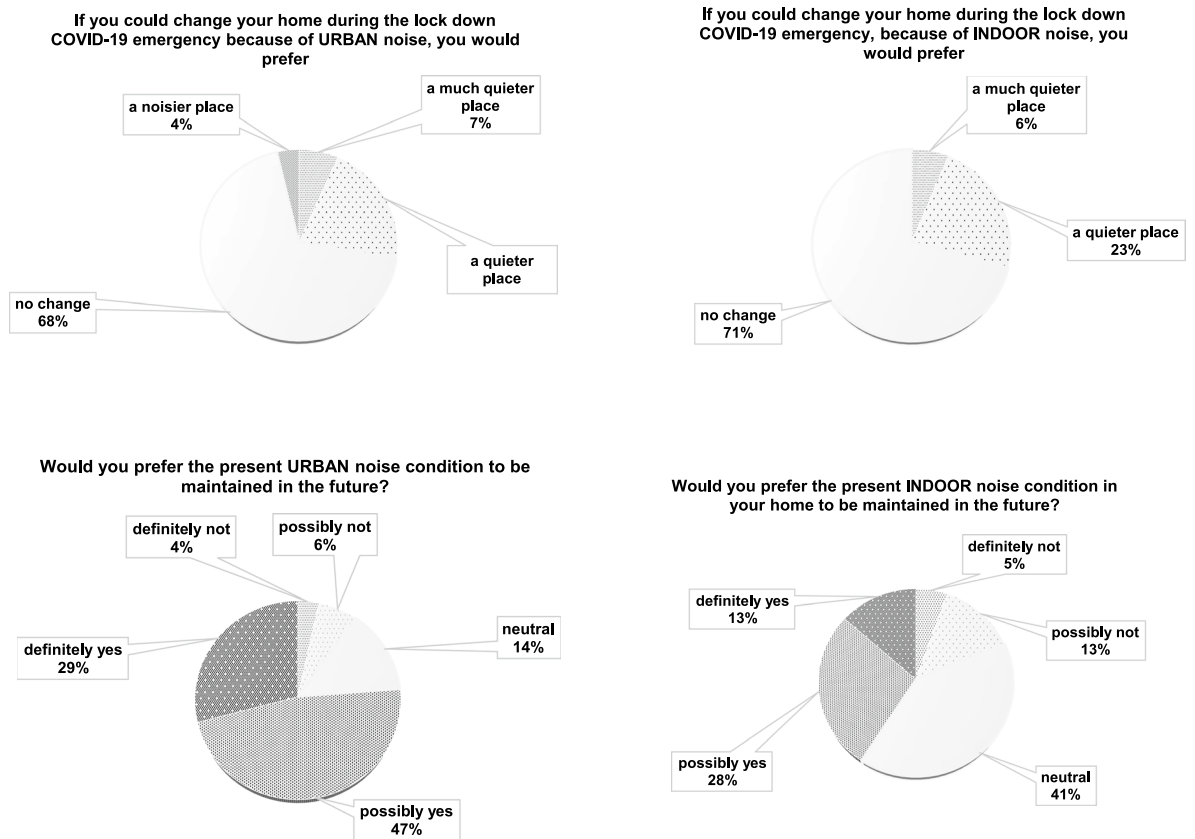 If you could change your home during the lock down
COVID-19 emergency because of URBAN noise, you would
prefer
a noisier place
4%
a much quieter
place
7%
a quieter
place
no change
68%
If you could change your home during the lock down
COVID-19 emergency, because of INDOOR noise, you
would prefer
a much quieter
place
6%
a quieter place
23%
no change
71%
Would you prefer the present URBAN noise condition to be
maintained in the future?
definitely not
4%
possibly not
6%
neutral
14%
definitely yes
29%
possibly yes
47%
Would you prefer the present INDOOR noise condition in
your home to be maintained in the future?
definitely not
5%
definitely yes
13%
possibly not
13%
possibly yes
28%
neutral
41%